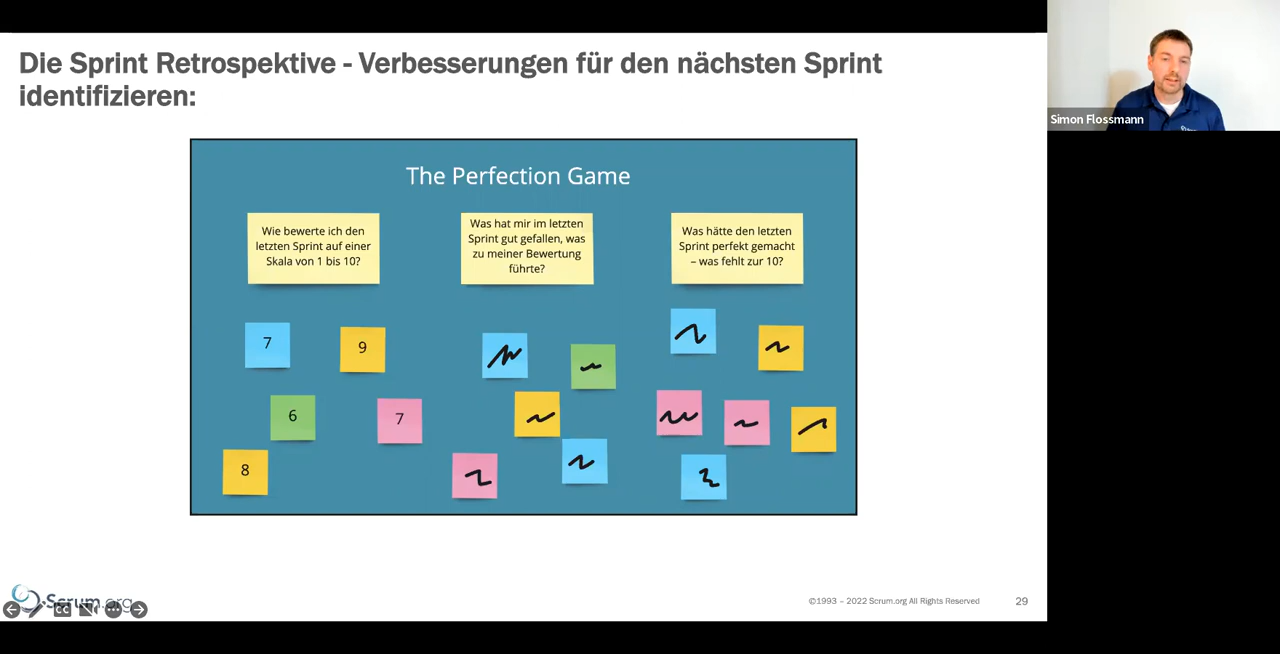 Die Sprint Retrospektive - Verbesserungen für den nächsten Sprint
identifizieren:
Simon Flossmann
The Perfection Game
Wie bewerte ich den
letzten Sprint auf einer
Skala von 1 bis 10?
Was hat mir im letzten
Sprint gut gefallen, was
zu meiner Bewertung
führte?
Was hätte den letzten
Sprint perfekt gemacht
– was fehlt zur 10?
7
9
6
7
8
Scrum.org
CC
©1993 – 2022 Scrum.org All Rights Reserved
29